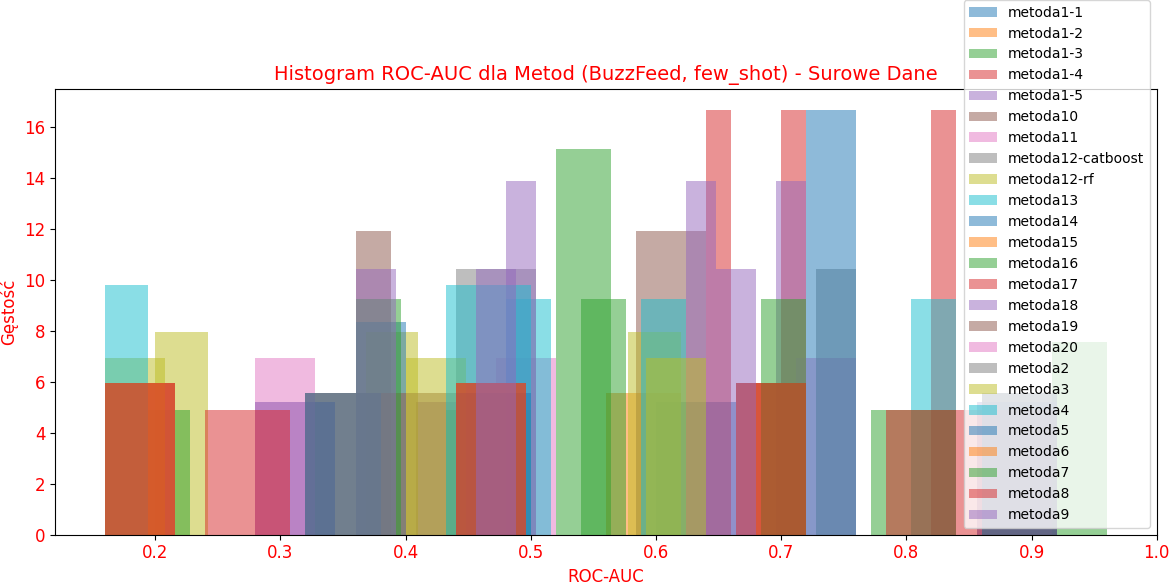 Histogram ROC-AUC dla Metod (BuzzFeed, few_shot) - Surowe Dane
Gęstość
16
14
12
10
8
6
4
2
0
0.2 0.3 0.4 0.5 0.6 0.7 0.8 0.9 1.0
ROC-AUC
metoda1-1
metoda1-2
metoda1-3
metoda1-4
metoda1-5
metoda10
metoda11
metoda12-catboost
metoda12-rf
metoda13
metoda14
metoda15
metoda16
metoda17
metoda18
metoda19
metoda20
metoda2
metoda3
metoda4
metoda5
metoda6
metoda7
metoda8
metoda9